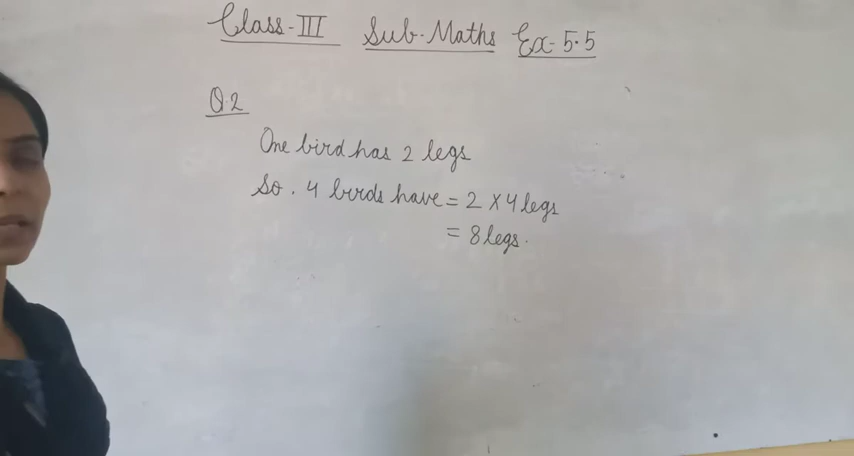 Class-III Sub-Maths Ex-5.5
Q.2
One bird has 2 legs
So. 4 birds have = 2 x 4 legs
= 8 legs.